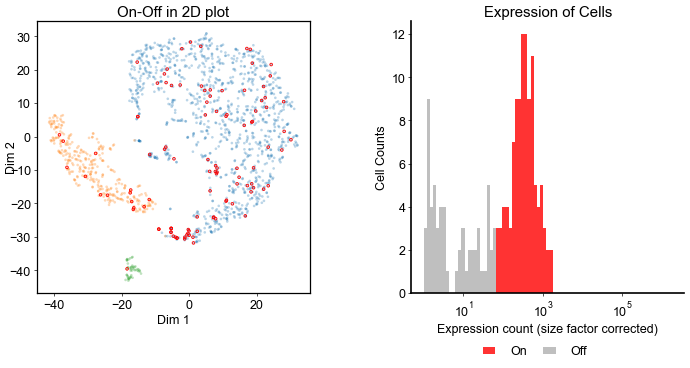 On-Off in 2D plot
30
20
10
0
−10
−20
−30
−40
Dim 2
−40
−20
0
20
Dim 1
Expression of Cells
12
10
8
6
4
2
0
Cell Counts
10^1
10^3
10^5
Expression count (size factor corrected)
On
Off